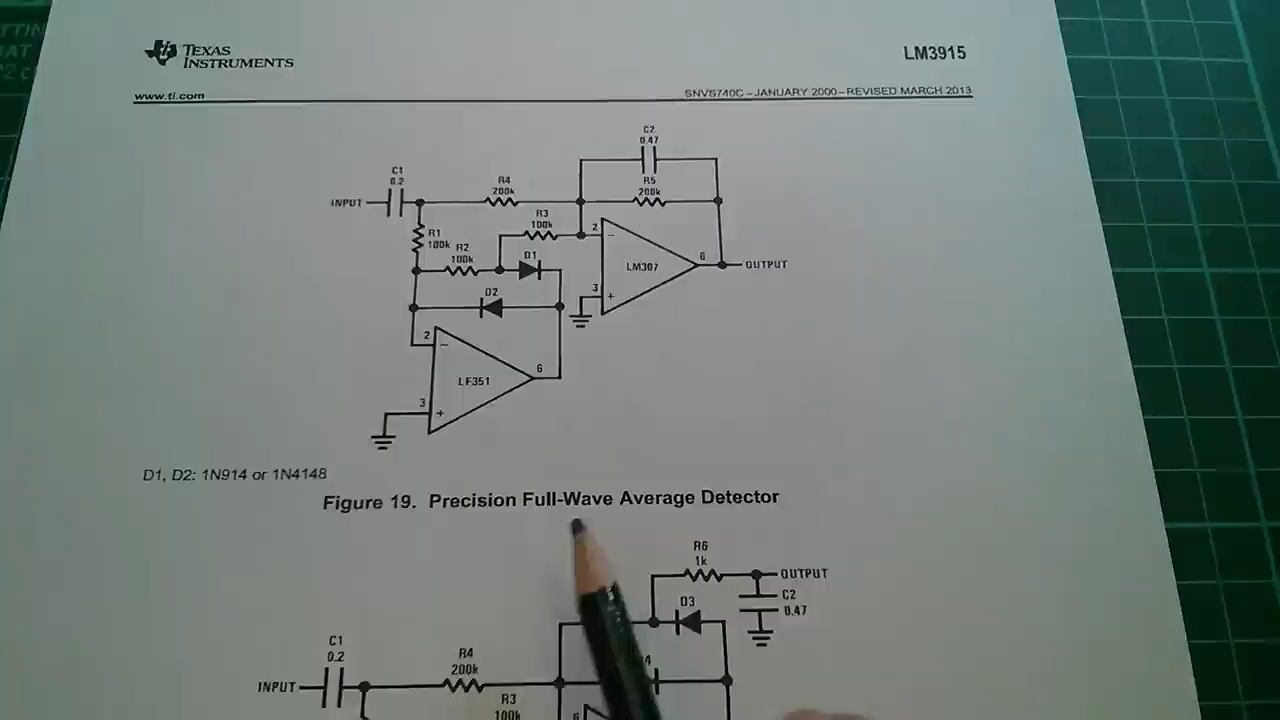 TEXAS
INSTRUMENTS
LM3915
www.ti.com
SNVS740C – JANUARY 2000 – REVISED MARCH 2013
C2
0.47
C1
0.2
R4
200k
R5
200k
INPUT
R3
100k
R1
100k
R2
100k
2
−
D1
LM307
6
OUTPUT
D2
3
+
2
−
6
LF351
3
+
D1, D2: 1N914 or 1N4148
Figure 19. Precision Full-Wave Average Detector
R6
1k
OUTPUT
C2
0.47
D3
C1
0.2
R4
200k
INPUT
R3
100k
6